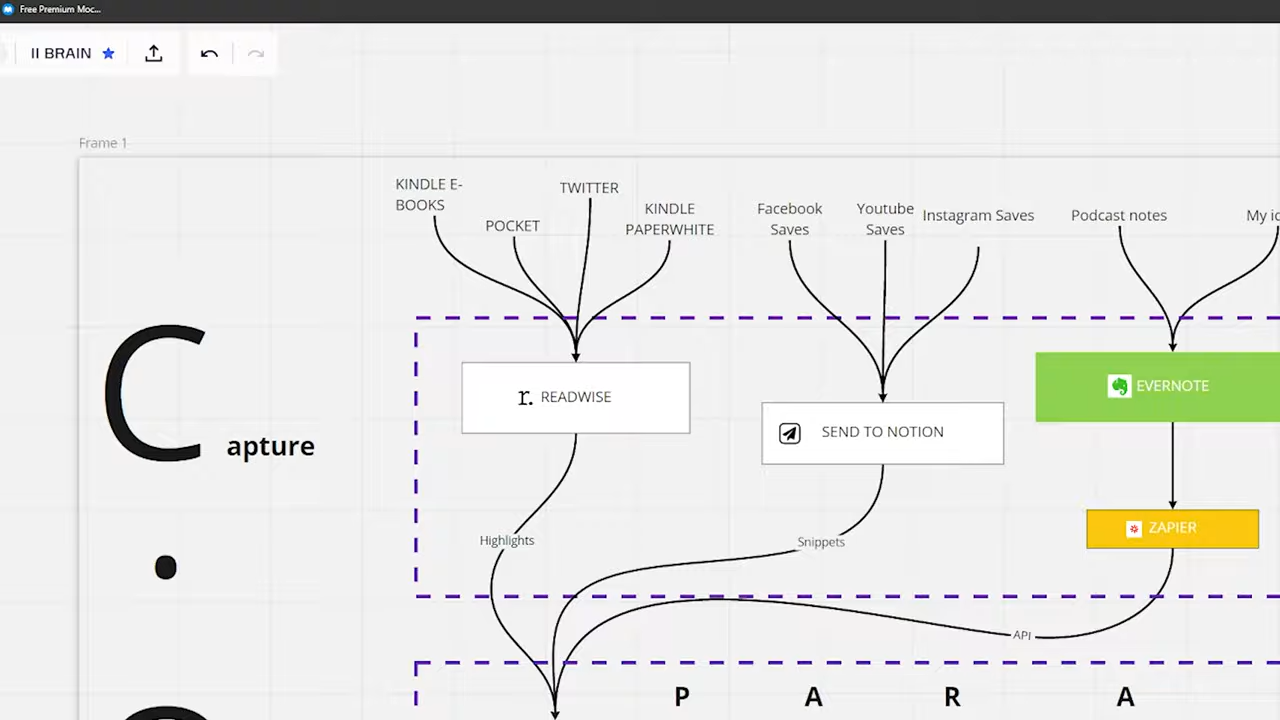 Free Premium Moc...
II BRAIN
Frame 1
KINDLE E-
BOOKS
POCKET
TWITTER
KINDLE
PAPERWHITE
Facebook
Saves
Youtube
Saves
Instagram Saves
Podcast notes
My
C apture
r. READWISE
SEND TO NOTION
EVERNOTE
ZAPIER
Highlights
Snippets
API
P A R A